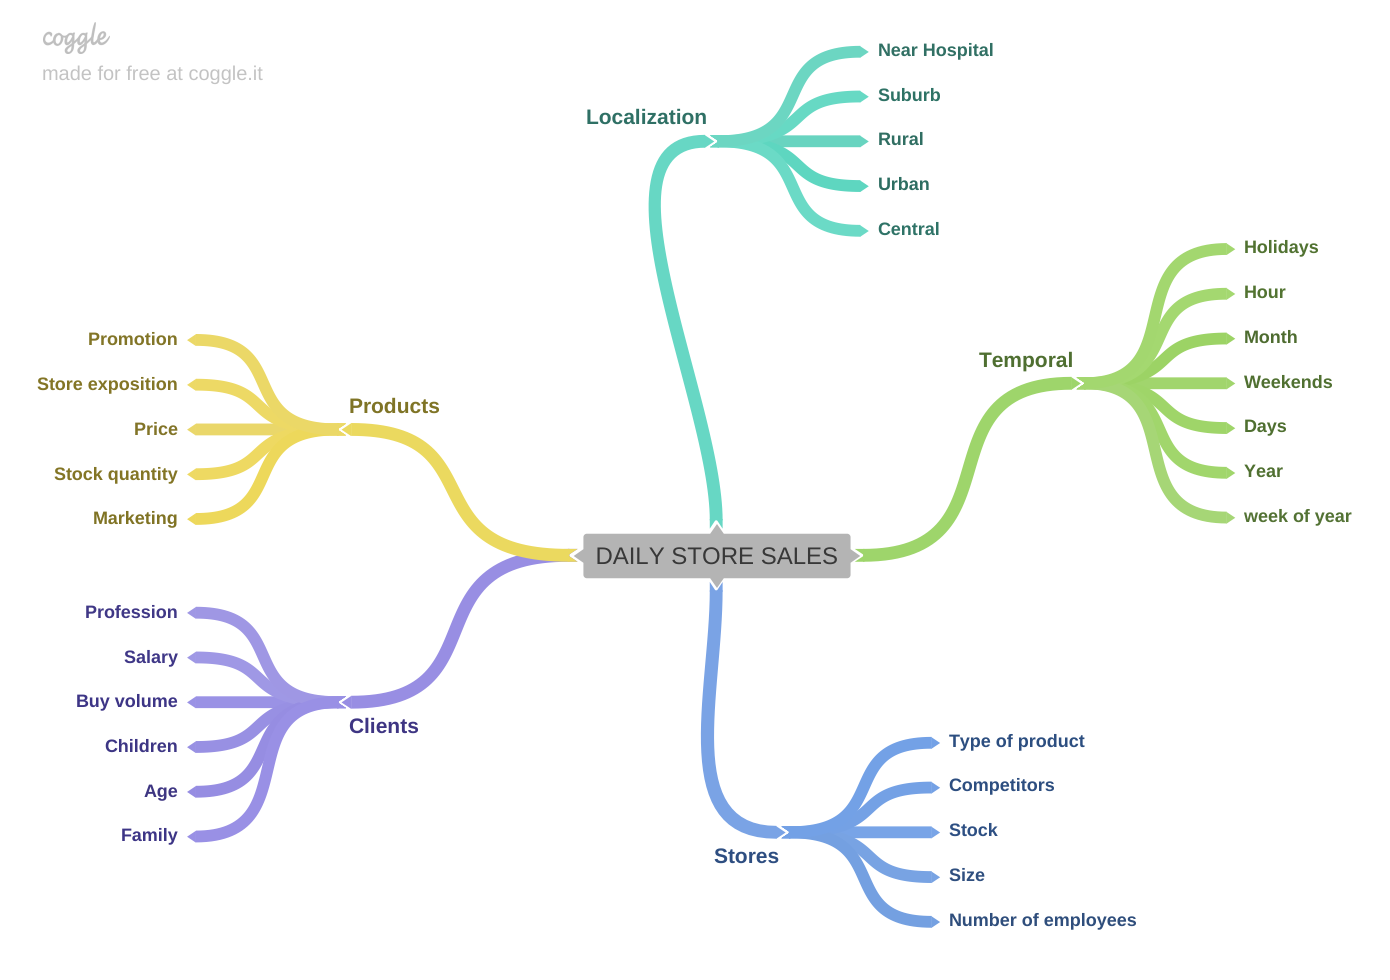 coggle
made for free at coggle.it
Localization
Near Hospital
Suburb
Rural
Urban
Central
Temporal
Holidays
Hour
Month
Weekends
Days
Year
week of year
Products
Promotion
Store exposition
Price
Stock quantity
Marketing
DAILY STORE SALES
Clients
Profession
Salary
Buy volume
Children
Age
Family
Stores
Type of product
Competitors
Stock
Size
Number of employees